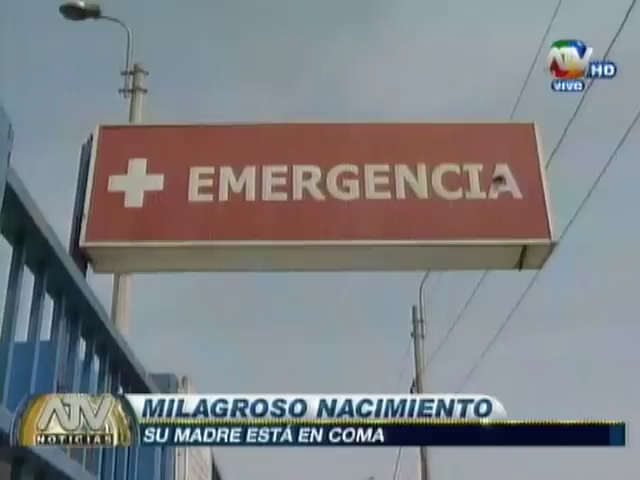 ATV HD
VIVO
EMERGENCIA
ATV
NOTICIAS
MILAGROSO NACIMIENTO
SU MADRE ESTÁ EN COMA